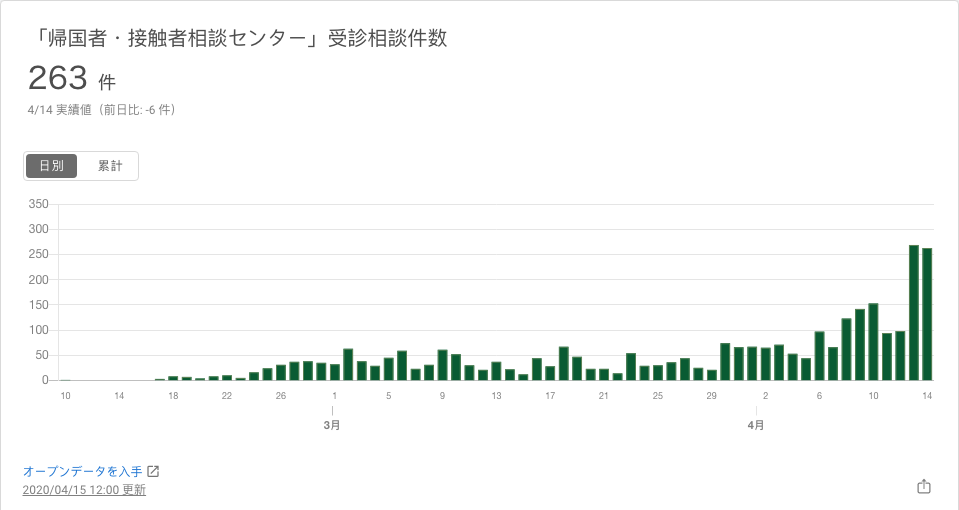 「帰国者・接触者相談センター」受診相談件数
263 件
4/14 実績値（前日比: -6 件）
日別 累計
350
300
250
200
150
100
50
0
10 14 18 22 26 1 5 9 13 17 21 25 29 2 6 10 14
3月 4月
オープンデータを入手
2020/04/15 12:00 更新